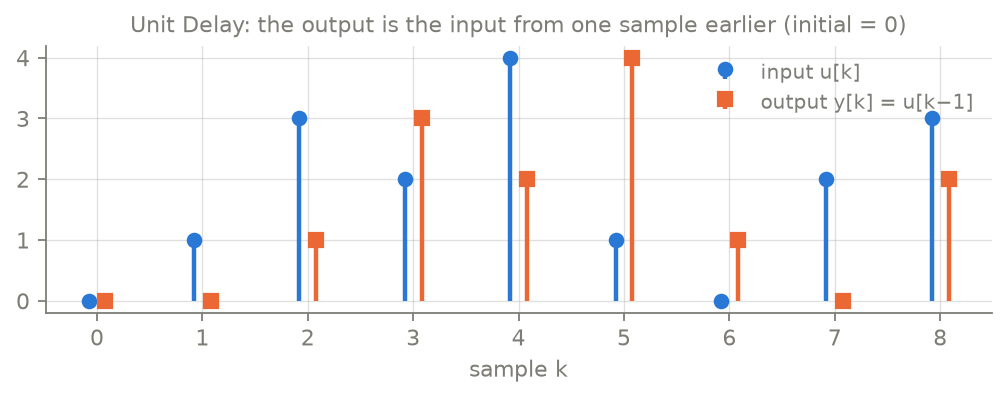 Unit Delay: the output is the input from one sample earlier (initial = 0)
input u[k]
output y[k] = u[k−1]
4
3
2
1
0
0 1 2 3 4 5 6 7 8
sample k